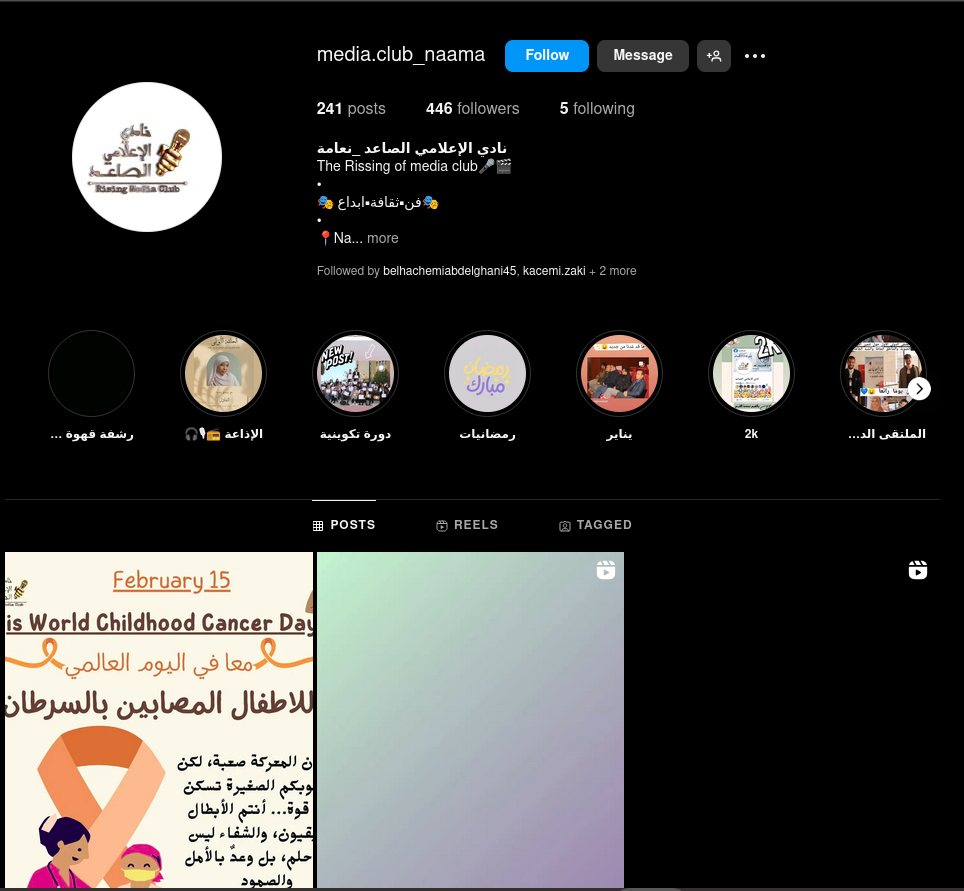 media.club_naama
Follow
Message
241 posts
446 followers
5 following
نادي الإعلامي الصاعد _نعامة
The Rissing of media club🎤🎬
•
🎭فن▪ثقافة▪ابداع 🎭
•
📍Na... more
Followed by belhachemiabdelghani45, kacemi.zaki + 2 more
نادي
الإعلامي
الصاعد
Rising Media Club
NEW POST!
رمضان
مبارك
2K
رشفة قهوة ...
الإذاعة 📻🎙🎧
دورة تكوينية
رمضانيات
يناير
2k
الملتقى الد...
POSTS
REELS
TAGGED
February 15
is World Childhood Cancer Day
معا في اليوم العالمي
للاطفال المصابين بالسرطان
ن المعركة صعبة، لكن
وبكم الصغيرة تسكن
قوة... أنتم الأبطال
يقيون، والشفاء ليس
حلم، بل وعدٌ بالأمل
والصمود